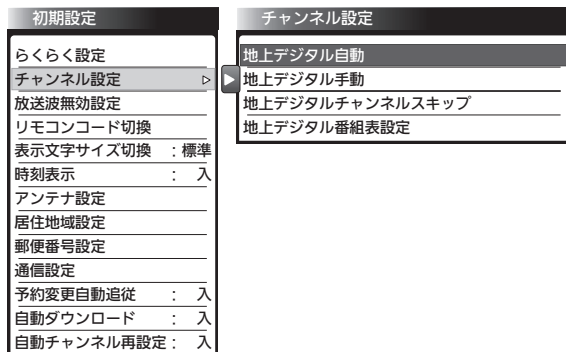 初期設定
らくらく設定
チャンネル設定
放送波無効設定
リモコンコード切換
表示文字サイズ切換 : 標準
時刻表示 : 入
アンテナ設定
居住地域設定
郵便番号設定
通信設定
予約変更自動追従 : 入
自動ダウンロード : 入
自動チャンネル再設定 : 入
チャンネル設定
地上デジタル自動
地上デジタル手動
地上デジタルチャンネルスキップ
地上デジタル番組表設定